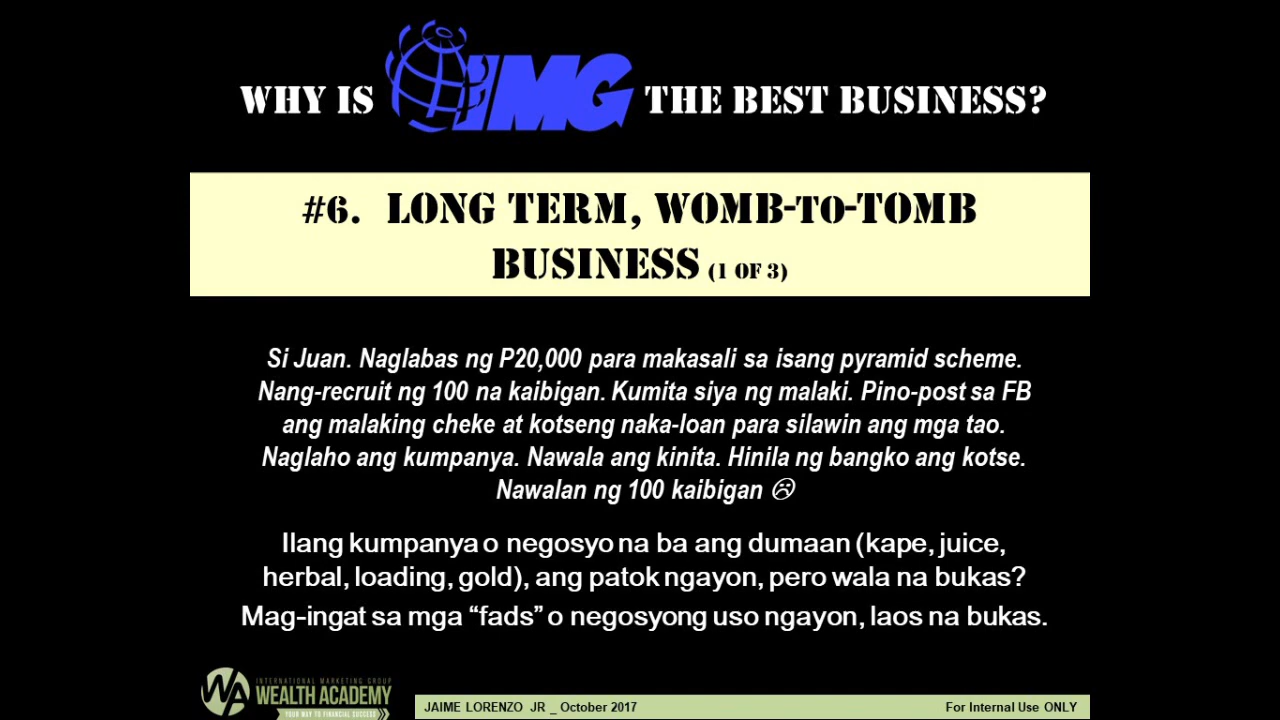 WHY IS IMG THE BEST BUSINESS?
#6. LONG TERM, WOMB-TO-TOMB
BUSINESS (1 OF 3)
Si Juan. Naglabas ng P20,000 para makasali sa isang pyramid scheme.
Nang-recruit ng 100 na kaibigan. Kumita siya ng malaki. Pino-post sa FB
ang malaking cheke at kotseng naka-loan para silawin ang mga tao.
Naglaho ang kumpanya. Nawala ang kinita. Hinila ng bangko ang kotse.
Nawalan ng 100 kaibigan ☹
Ilang kumpanya o negosyo na ba ang dumaan (kape, juice,
herbal, loading, gold), ang patok ngayon, pero wala na bukas?
Mag-ingat sa mga “fads” o negosyong uso ngayon, laos na bukas.
WA
INTERNATIONAL MARKETING GROUP
WEALTH ACADEMY
YOUR WAY TO FINANCIAL SUCCESS
JAIME LORENZO JR _ October 2017
For Internal Use ONLY